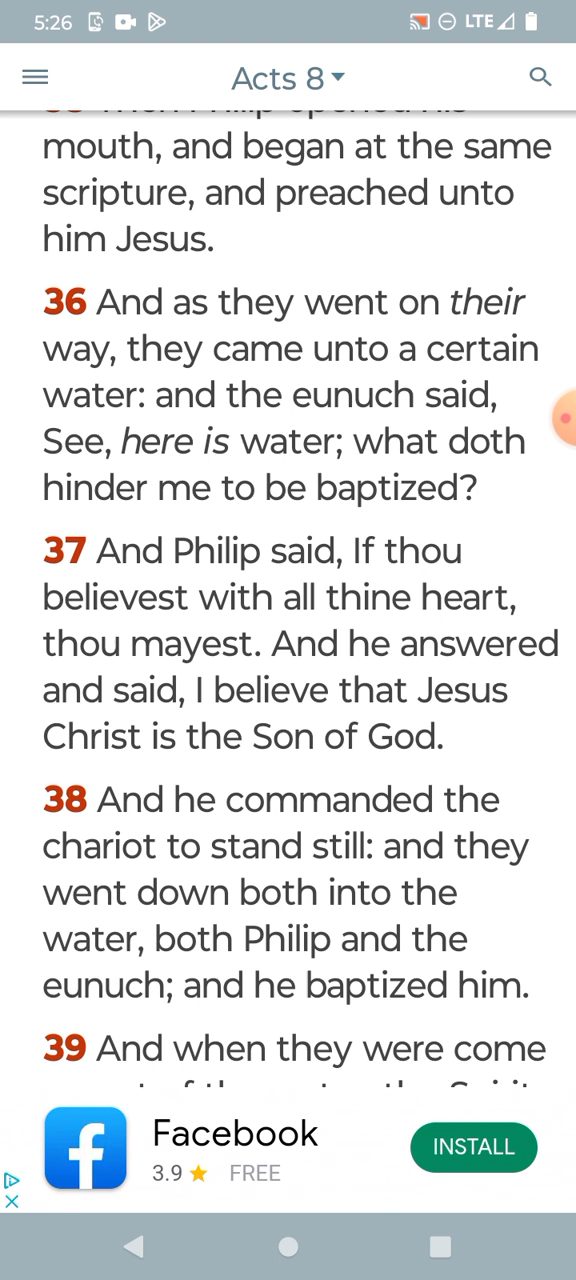 5:26 LTE
Acts 8
mouth, and began at the same
scripture, and preached unto
him Jesus.
36 And as they went on their
way, they came unto a certain
water: and the eunuch said,
See, here is water; what doth
hinder me to be baptized?
37 And Philip said, If thou
believest with all thine heart,
thou mayest. And he answered
and said, I believe that Jesus
Christ is the Son of God.
38 And he commanded the
chariot to stand still: and they
went down both into the
water, both Philip and the
eunuch; and he baptized him.
39 And when they were come
Facebook
3.9 FREE
INSTALL